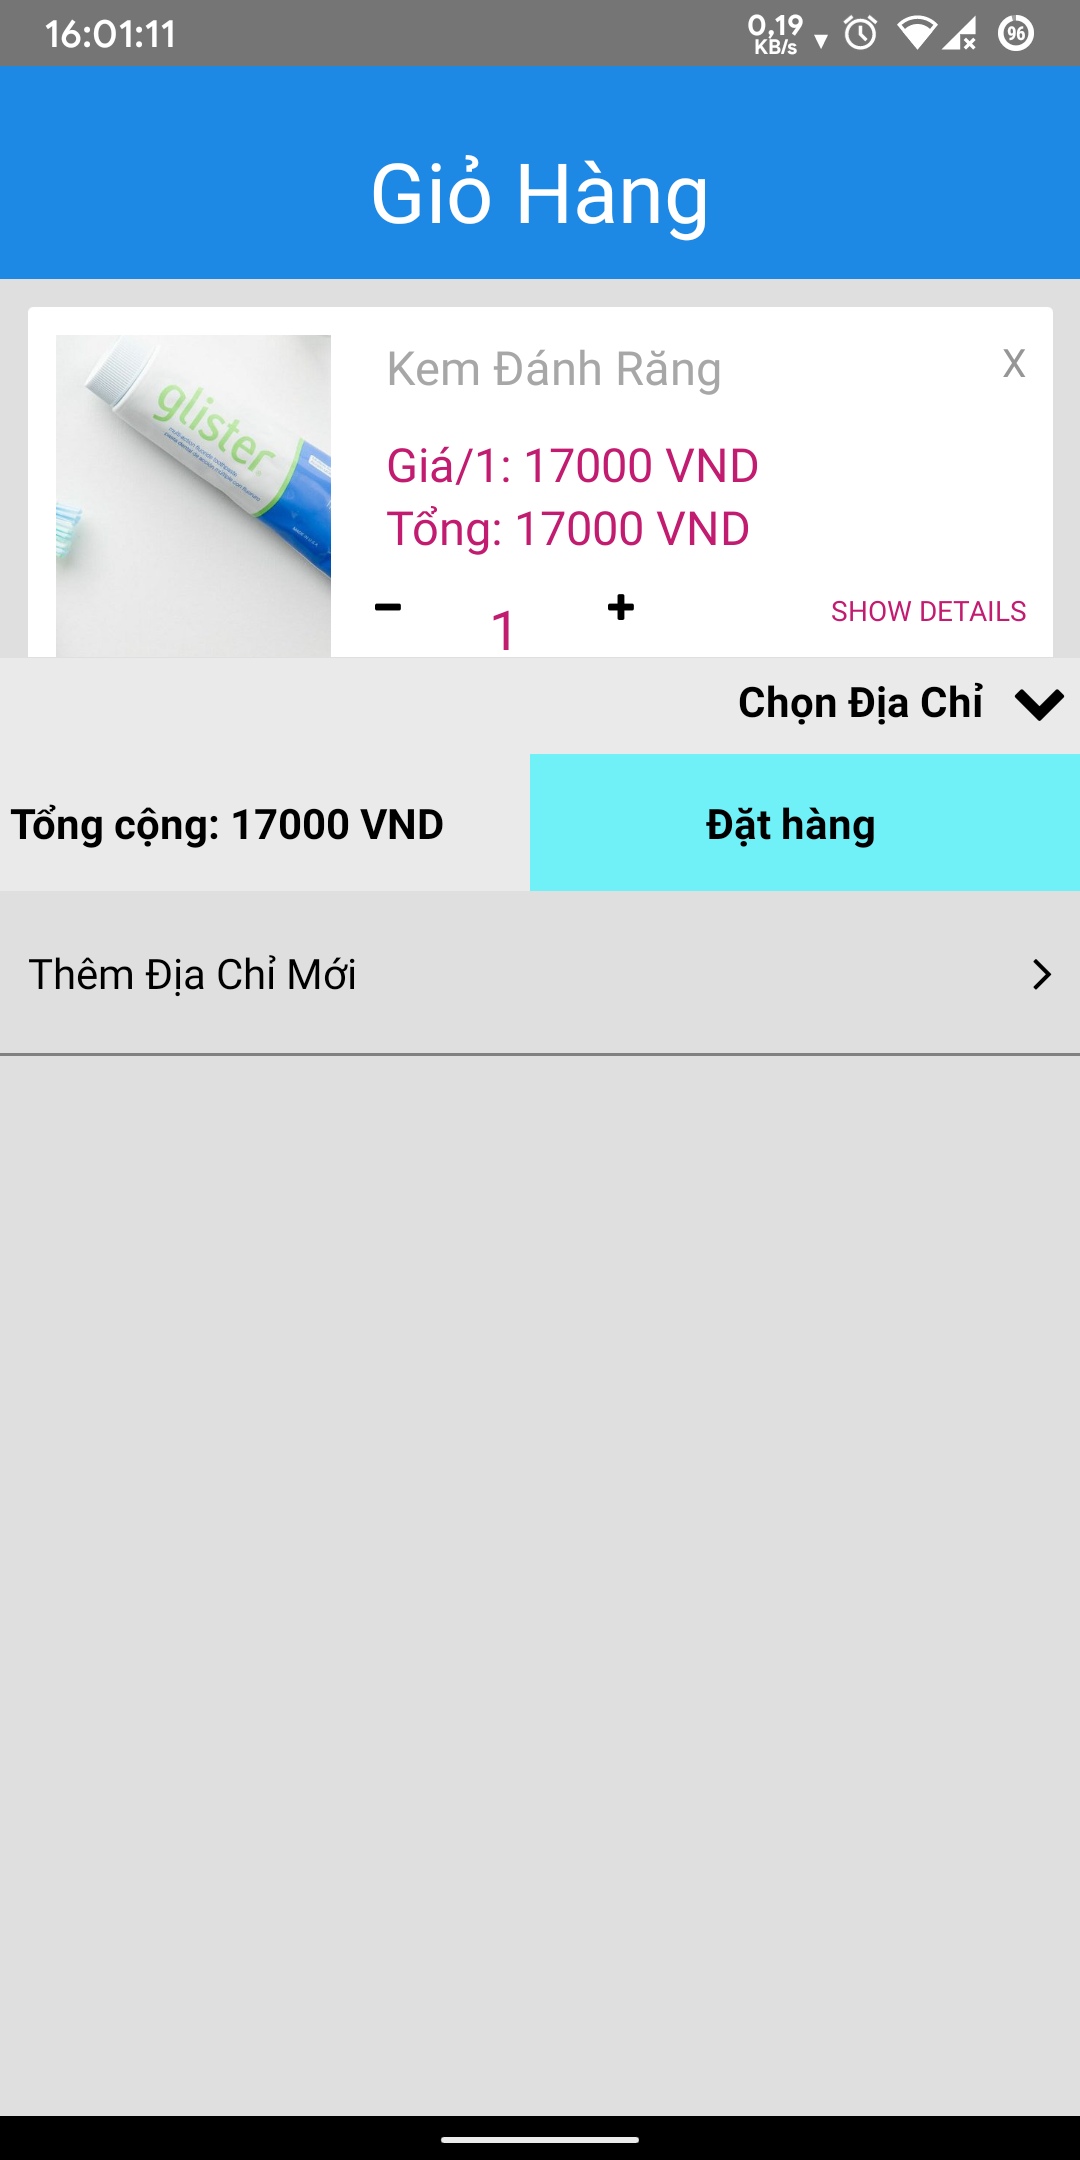 16:01:11
0,19
KB/s
96
Giỏ Hàng
glister
Kem Đánh Răng
X
Giá/1: 17000 VND
Tổng: 17000 VND
1
SHOW DETAILS
Chọn Địa Chỉ
Tổng cộng: 17000 VND
Đặt hàng
Thêm Địa Chỉ Mới